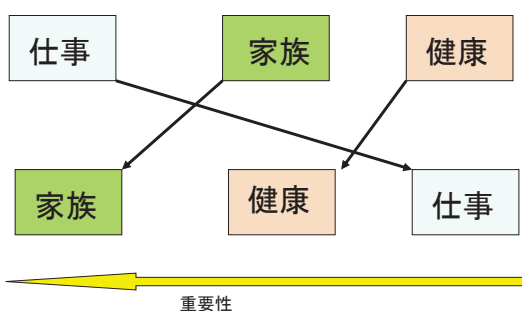 仕事 家族 健康
家族 健康 仕事
重要性